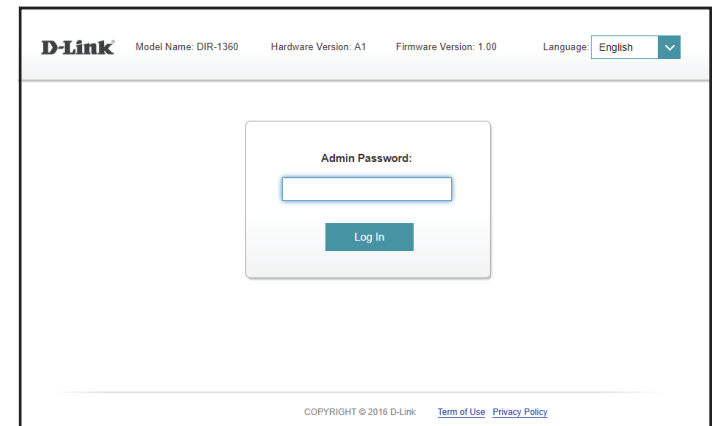 D-Link Model Name: DIR-1360 Hardware Version: A1 Firmware Version: 1.00 Language: English
Admin Password:
Log In
COPYRIGHT © 2016 D-Link Term of Use Privacy Policy